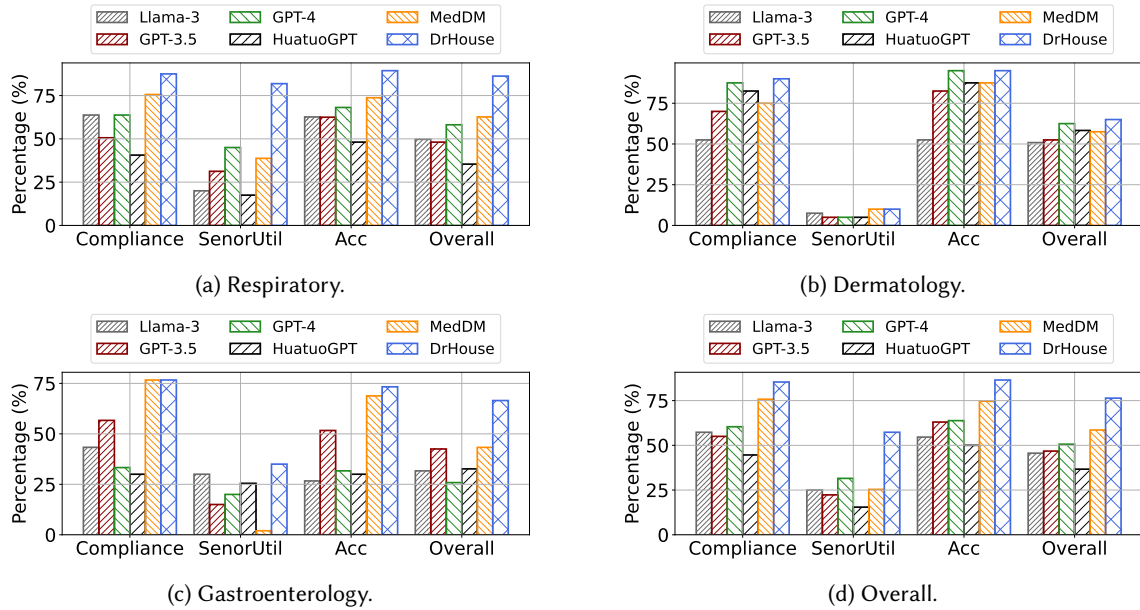 Llama-3 GPT-4 MedDM
GPT-3.5 HuatuoGPT DrHouse
Percentage (%)
75
50
25
0
Compliance SenorUtil Acc Overall
(a) Respiratory.
Llama-3 GPT-4 MedDM
GPT-3.5 HuatuoGPT DrHouse
Percentage (%)
75
50
25
0
Compliance SenorUtil Acc Overall
(b) Dermatology.
Llama-3 GPT-4 MedDM
GPT-3.5 HuatuoGPT DrHouse
Percentage (%)
75
50
25
0
Compliance SenorUtil Acc Overall
(c) Gastroenterology.
Llama-3 GPT-4 MedDM
GPT-3.5 HuatuoGPT DrHouse
Percentage (%)
75
50
25
0
Compliance SenorUtil Acc Overall
(d) Overall.